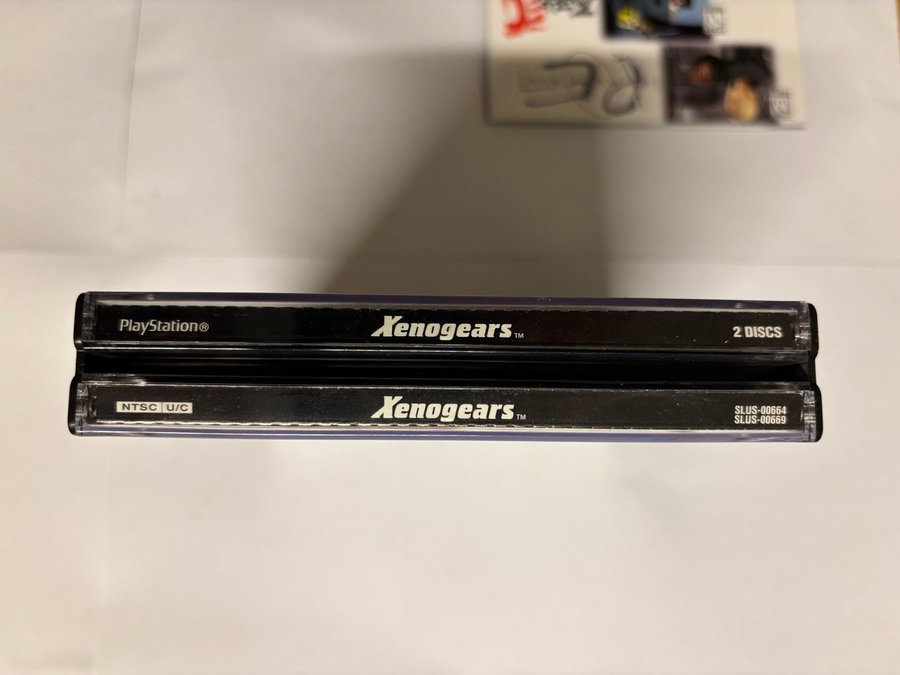 PlayStation® Xenogears™ 2 DISCS
NTSC U/C Xenogears™ SLUS-00664
SLUS-00669